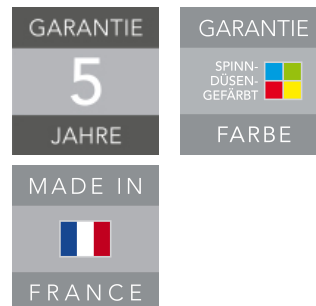 GARANTIE
5
JAHRE
GARANTIE
SPINN-
DÜSEN-
GEFÄRBT
FARBE
MADE IN
FRANCE